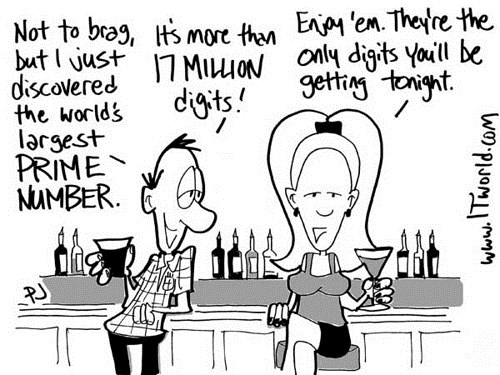 Not to brag,
but I just
discovered
the world's
largest
PRIME
NUMBER.
It's more than
17 MILLION
digits!
Enjoy 'em. They're the
only digits you'll be
getting tonight.
www.ITworld.com
PJ